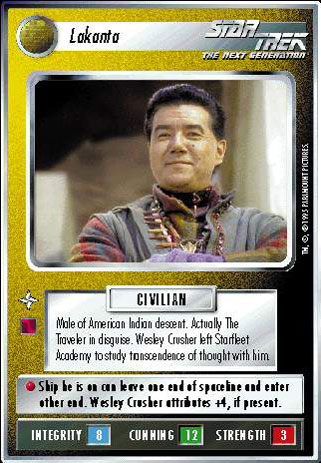 Lakanta
STAR TREK
THE NEXT GENERATION
TM, ®, © 1995 PARAMOUNT PICTURES.
CIVILIAN
Male of American Indian descent. Actually The
Traveler in disguise. Wesley Crusher left Starfleet
Academy to study transcendence of thought with him.
Ship he is on can leave one end of spaceline and enter
other end. Wesley Crusher attributes +4, if present.
INTEGRITY 8 CUNNING 12 STRENGTH 3